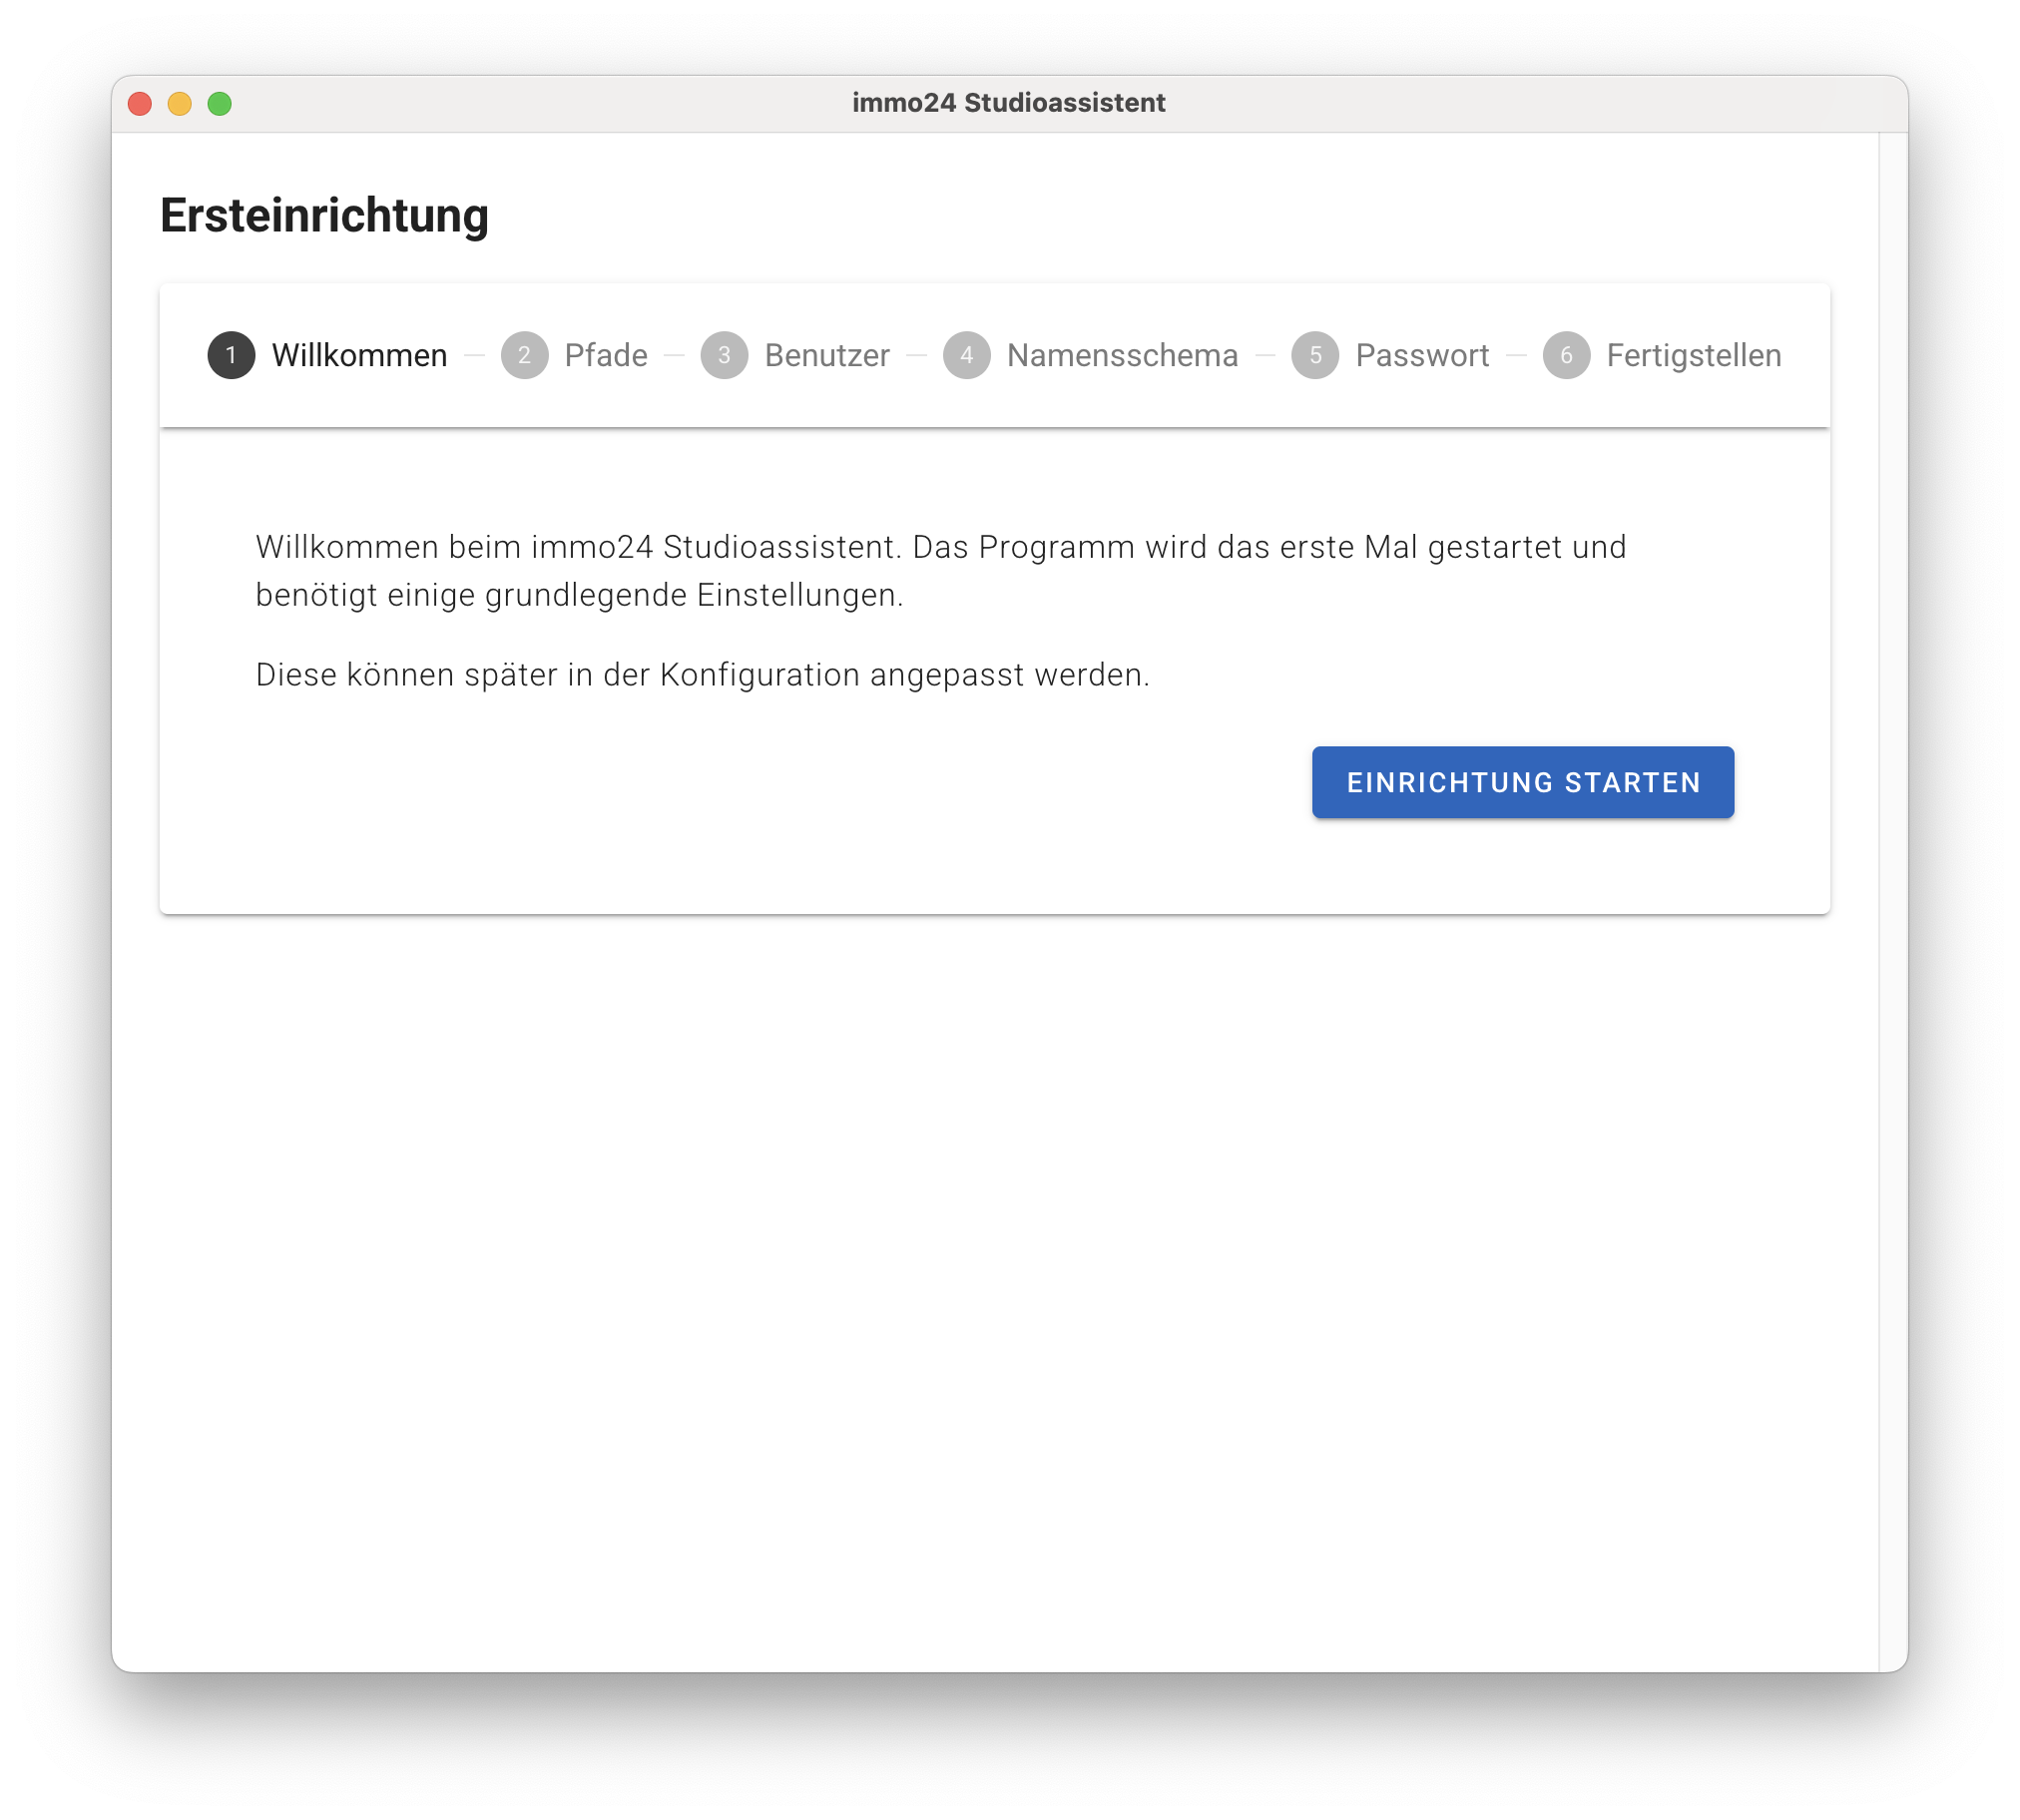 immo24 Studioassistent
Ersteinrichtung
1 Willkommen 2 Pfade 3 Benutzer 4 Namensschema 5 Passwort 6 Fertigstellen
Willkommen beim immo24 Studioassistent. Das Programm wird das erste Mal gestartet und
benötigt einige grundlegende Einstellungen.
Diese können später in der Konfiguration angepasst werden.
EINRICHTUNG STARTEN